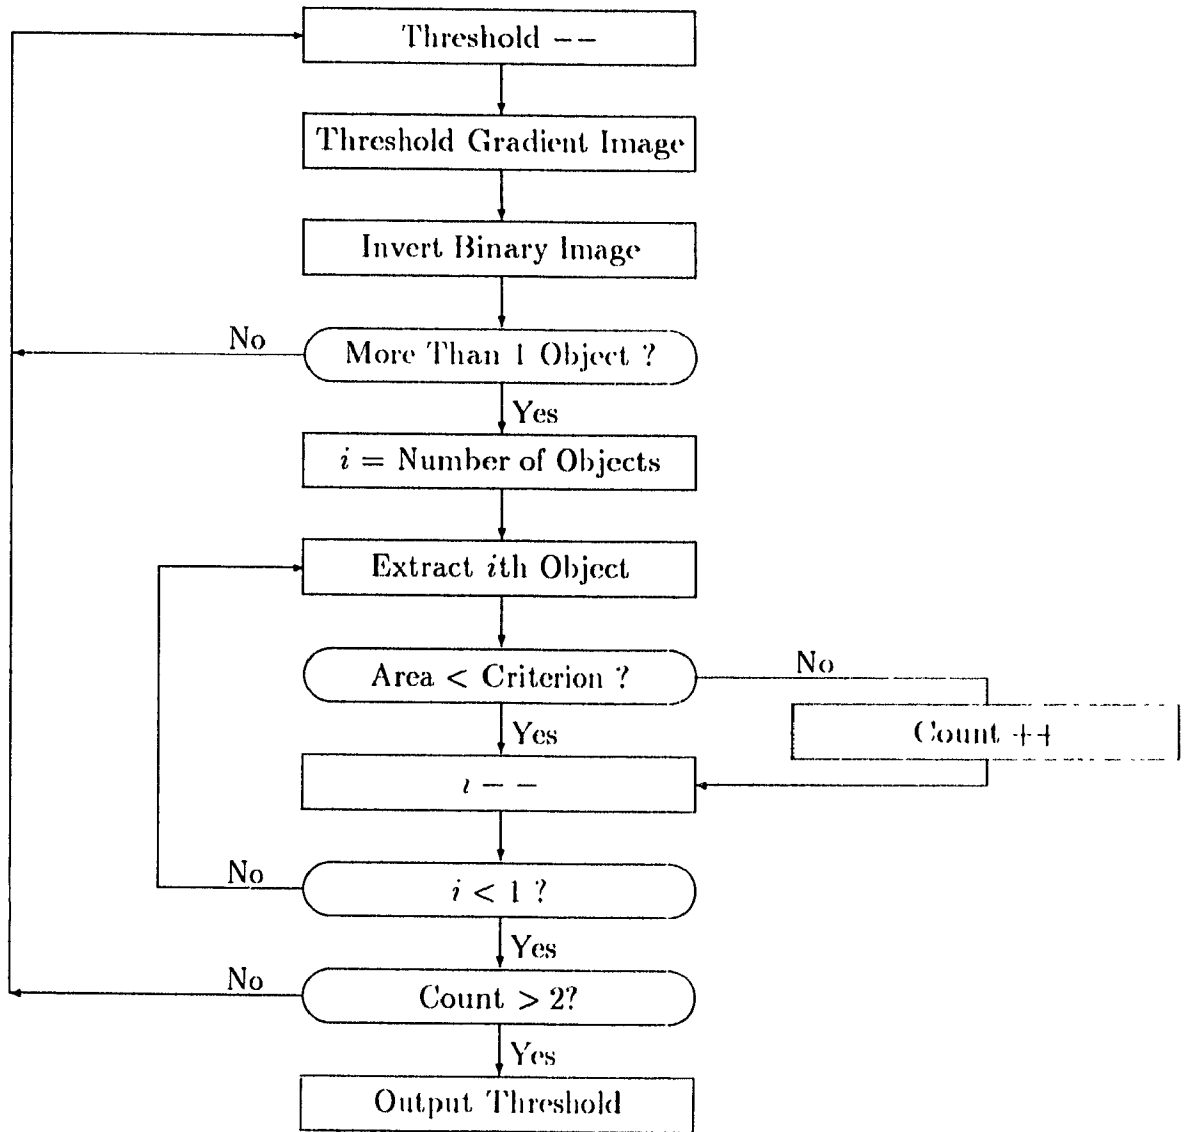 Threshold −−
Threshold Gradient Image
Invert Binary Image
No
More Than 1 Object ?
Yes
i = Number of Objects
Extract ith Object
Area < Criterion ?
No
Yes
Count ++
i − −
No
i < 1 ?
Yes
No
Count > 2?
Yes
Output Threshold